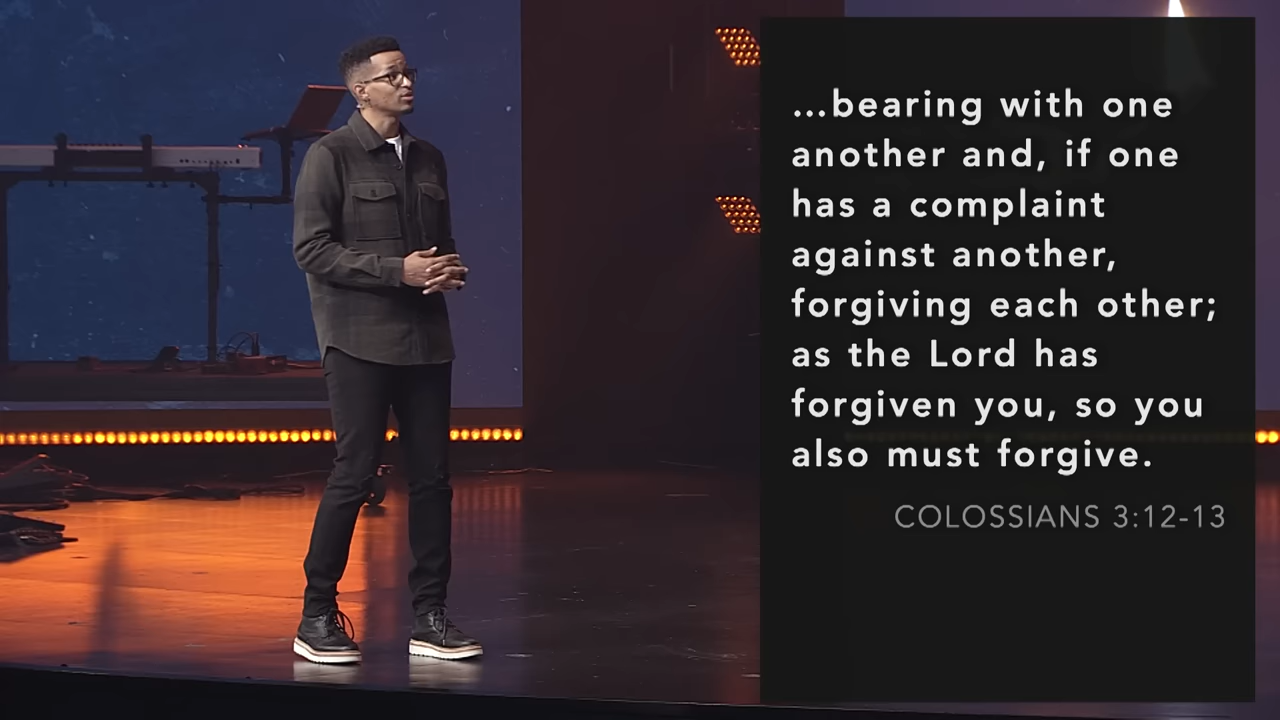 ...bearing with one
another and, if one
has a complaint
against another,
forgiving each other;
as the Lord has
forgiven you, so you
also must forgive.
COLOSSIANS 3:12-13